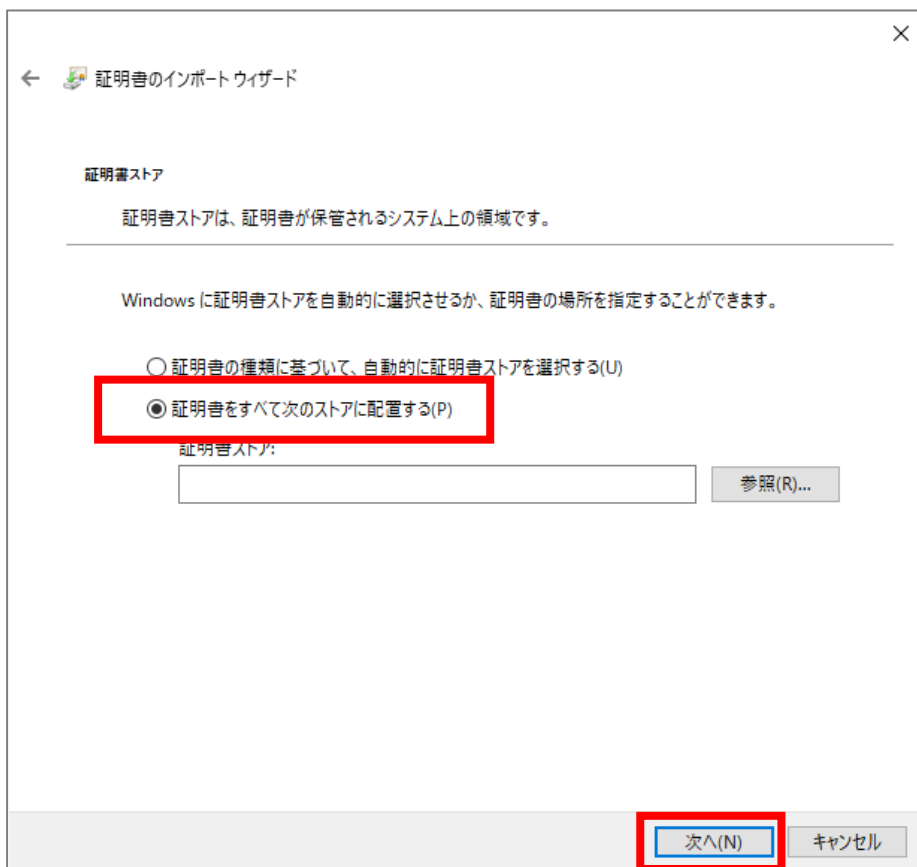 証明書のインポート ウィザード
証明書ストア
証明書ストアは、証明書が保管されるシステム上の領域です。
Windows に証明書ストアを自動的に選択させるか、証明書の場所を指定することができます。
証明書の種類に基づいて、自動的に証明書ストアを選択する(U)
証明書をすべて次のストアに配置する(P)
証明書ストア:
参照(R)...
次へ(N)
キャンセル